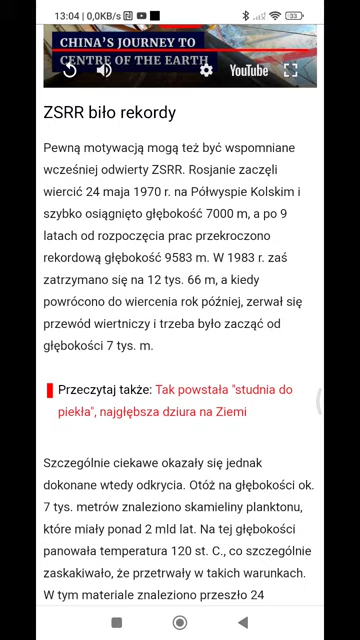 13:04 | 0,0KB/s
33
CHINA'S JOURNEY TO
CENTRE OF THE EARTH
YouTube
ZSRR biło rekordy
Pewną motywacją mogą też być wspomniane
wcześniej odwierty ZSRR. Rosjanie zaczęli
wiercić 24 maja 1970 r. na Półwyspie Kolskim i
szybko osiągnięto głębokość 7000 m, a po 9
latach od rozpoczęcia prac przekroczono
rekordową głębokość 9583 m. W 1983 r. zaś
zatrzymano się na 12 tys. 66 m, a kiedy
powrócono do wiercenia rok później, zerwał się
przewód wiertniczy i trzeba było zacząć od
głębokości 7 tys. m.
Przeczytaj także: Tak powstała "studnia do
piekła", najgłębsza dziura na Ziemi
Szczególnie ciekawe okazały się jednak
dokonane wtedy odkrycia. Otóż na głębokości ok.
7 tys. metrów znaleziono skamieliny planktonu,
które miały ponad 2 mld lat. Na tej głębokości
panowała temperatura 120 st. C., co szczególnie
zaskakiwało, że przetrwały w takich warunkach.
W tym materiale znaleziono przeszło 24